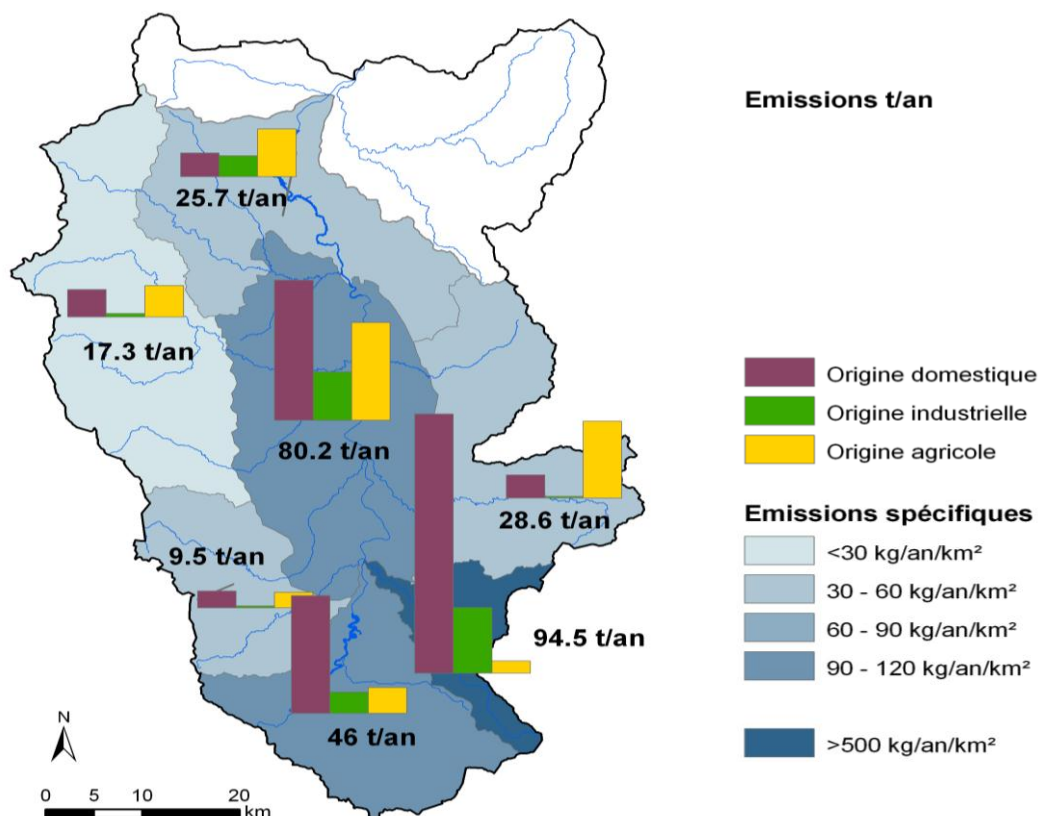 Emissions t/an
25.7 t/an
17.3 t/an
80.2 t/an
28.6 t/an
9.5 t/an
94.5 t/an
46 t/an
Origine domestique
Origine industrielle
Origine agricole
Emissions spécifiques
<30 kg/an/km²
30 - 60 kg/an/km²
60 - 90 kg/an/km²
90 - 120 kg/an/km²
>500 kg/an/km²
N
0 5 10 20
km